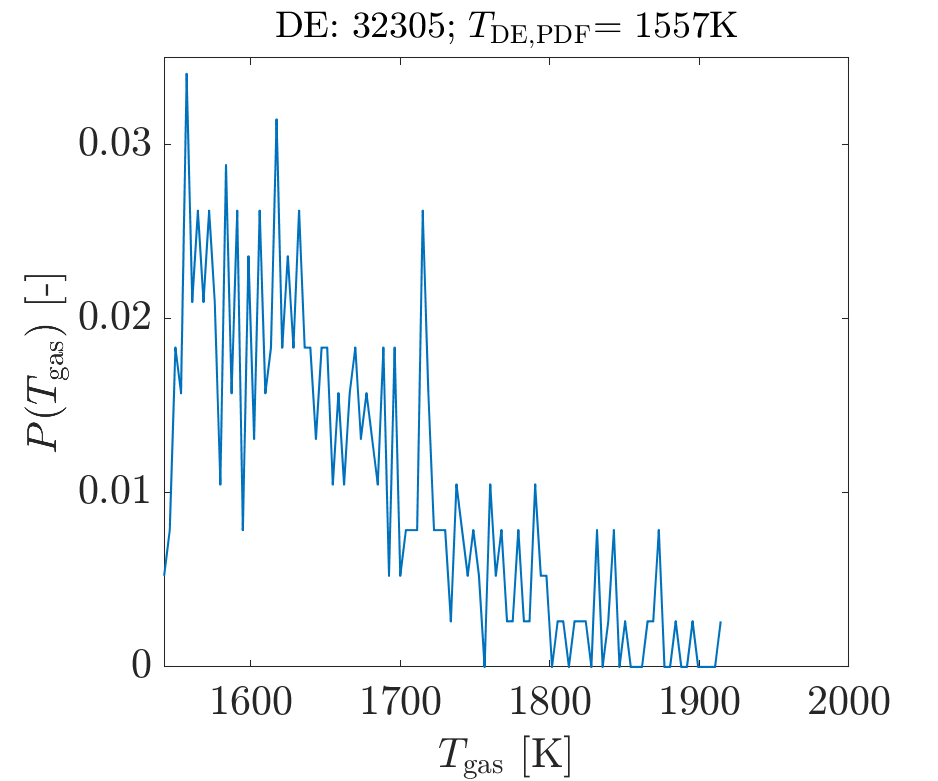 DE: 32305; T_DE,PDF= 1557K
P(T_gas) [-]
0.03
0.02
0.01
0
1600 1700 1800 1900 2000
T_gas [K]